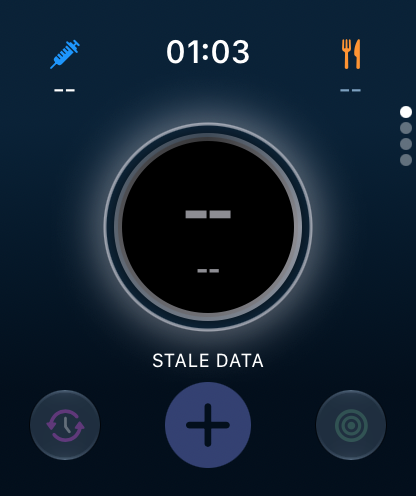 01:03
-- --
--
--
STALE DATA